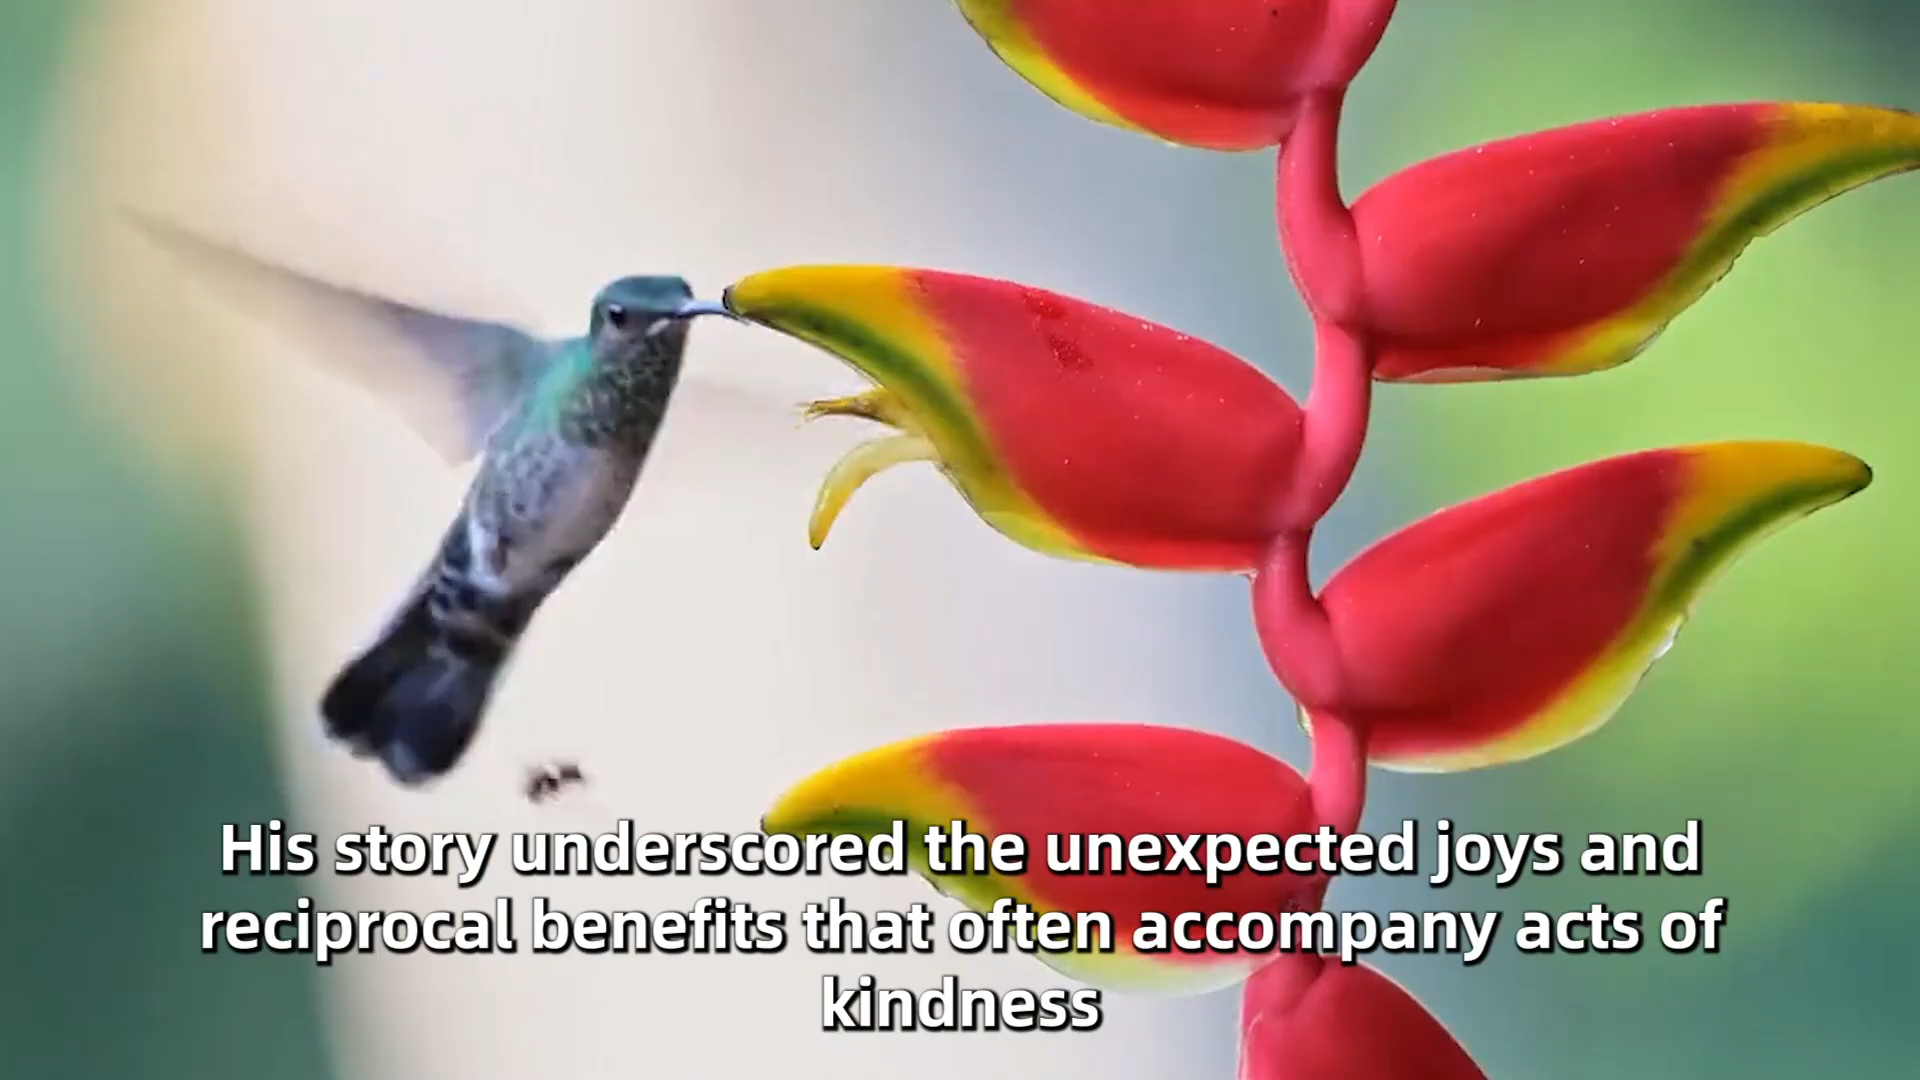 His story underscored the unexpected joys and
reciprocal benefits that often accompany acts of
kindness